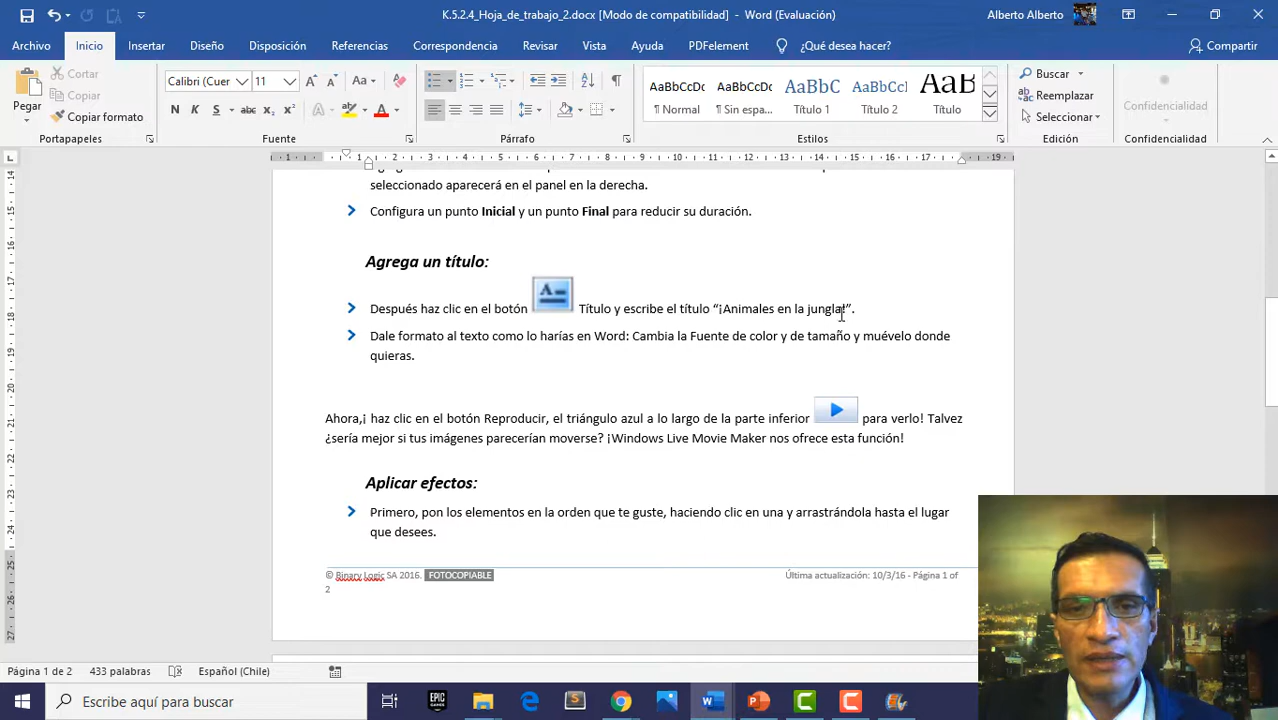 K.5.2.4_Hoja_de_trabajo_2.docx [Modo de compatibilidad] - Word (Evaluación)
Alberto Alberto
Archivo Inicio Insertar Diseño Disposición Referencias Correspondencia Revisar Vista Ayuda PDFelement ¿Qué desea hacer? Compartir
Pegar
Cortar
Copiar
Copiar formato
Calibri (Cuer 11
Aa
N K S abc
AaBbCcDc AaBbCcDc AaBbC AaBbCcI AaB
¶ Normal ¶ Sin espa... Título 1 Título 2 Título
Buscar
Reemplazar
Seleccionar
Confidencialidad
Portapapeles Fuente Párrafo Estilos Edición Confidencialidad
seleccionado aparecerá en el panel en la derecha.
Configura un punto Inicial y un punto Final para reducir su duración.
Agrega un título:
Después haz clic en el botón Título y escribe el título “¡Animales en la jungla!”.
Dale formato al texto como lo harías en Word: Cambia la Fuente de color y de tamaño y muévelo donde
quieras.
Ahora,¡ haz clic en el botón Reproducir, el triángulo azul a lo largo de la parte inferior para verlo! Talvez
¿sería mejor si tus imágenes parecerían moverse? ¡Windows Live Movie Maker nos ofrece esta función!
Aplicar efectos:
Primero, pon los elementos en la orden que te guste, haciendo clic en una y arrastrándola hasta el lugar
que desees.
© Binary Logic SA 2016. FOTOCOPIABLE
Última actualización: 10/3/16 - Página 1 of
2
Página 1 de 2 433 palabras Español (Chile)
Escribe aquí para buscar